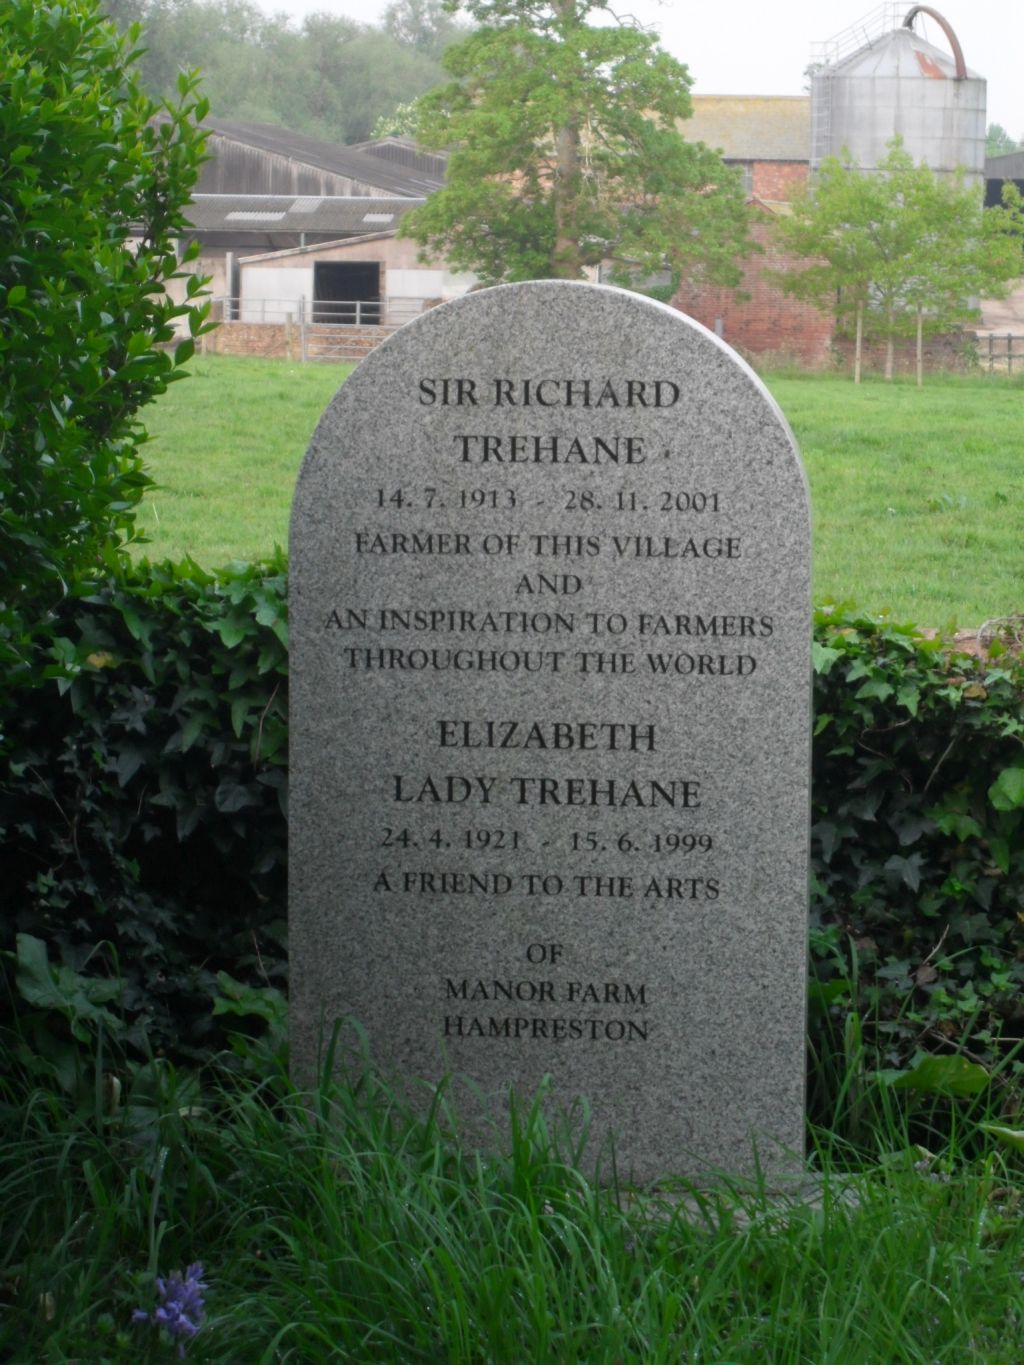 SIR RICHARD
TREHANE
14. 7. 1913 - 28. 11. 2001
FARMER OF THIS VILLAGE
AND
AN INSPIRATION TO FARMERS
THROUGHOUT THE WORLD
ELIZABETH
LADY TREHANE
24. 4. 1921 - 15. 6. 1999
A FRIEND TO THE ARTS
OF
MANOR FARM
HAMPRESTON